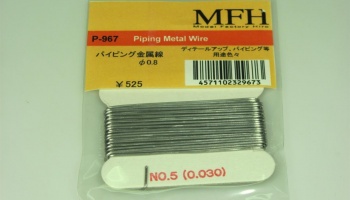 MFH
Model Factory Hiro
P-967 Piping Metal Wire
パイピング金属線
φ0.8
ディテールアップ、パイピング等
用途色々
￥525
4571102329673
NO.5 (0.030)